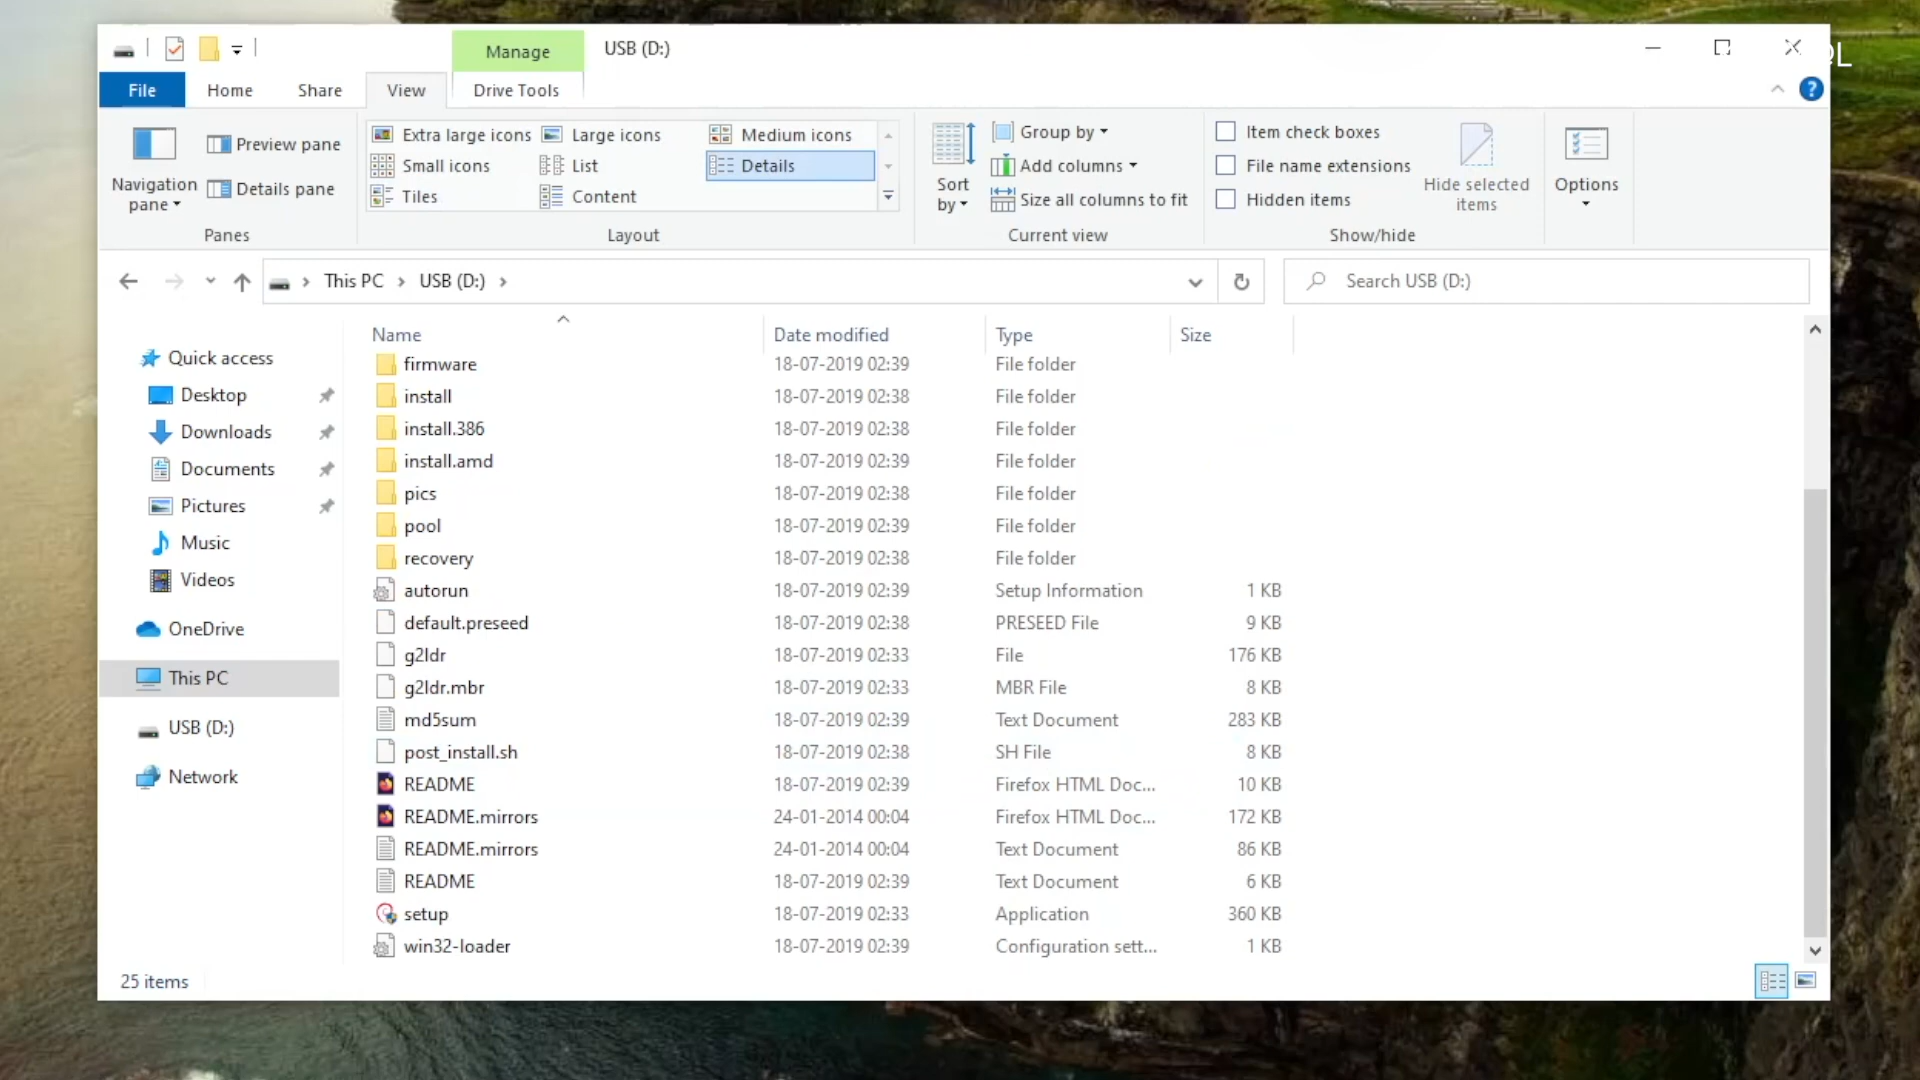 Manage
USB (D:)
File
Home
Share
View
Drive Tools
Navigation pane
Preview pane
Details pane
Panes
Extra large icons
Large icons
Medium icons
Small icons
List
Details
Tiles
Content
Layout
Sort by
Group by
Add columns
Size all columns to fit
Current view
Item check boxes
File name extensions
Hidden items
Hide selected items
Show/hide
Options
This PC
USB (D:)
Search USB (D:)
Quick access
Desktop
Downloads
Documents
Pictures
Music
Videos
OneDrive
This PC
USB (D:)
Network
Name Date modified Type Size
firmware 18-07-2019 02:39 File folder
install 18-07-2019 02:38 File folder
install.386 18-07-2019 02:38 File folder
install.amd 18-07-2019 02:39 File folder
pics 18-07-2019 02:38 File folder
pool 18-07-2019 02:39 File folder
recovery 18-07-2019 02:38 File folder
autorun 18-07-2019 02:39 Setup Information 1 KB
default.preseed 18-07-2019 02:38 PRESEED File 9 KB
g2ldr 18-07-2019 02:33 File 176 KB
g2ldr.mbr 18-07-2019 02:33 MBR File 8 KB
md5sum 18-07-2019 02:39 Text Document 283 KB
post_install.sh 18-07-2019 02:38 SH File 8 KB
README 18-07-2019 02:39 Firefox HTML Doc... 10 KB
README.mirrors 24-01-2014 00:04 Firefox HTML Doc... 172 KB
README.mirrors 24-01-2014 00:04 Text Document 86 KB
README 18-07-2019 02:39 Text Document 6 KB
setup 18-07-2019 02:33 Application 360 KB
win32-loader 18-07-2019 02:39 Configuration sett... 1 KB
25 items